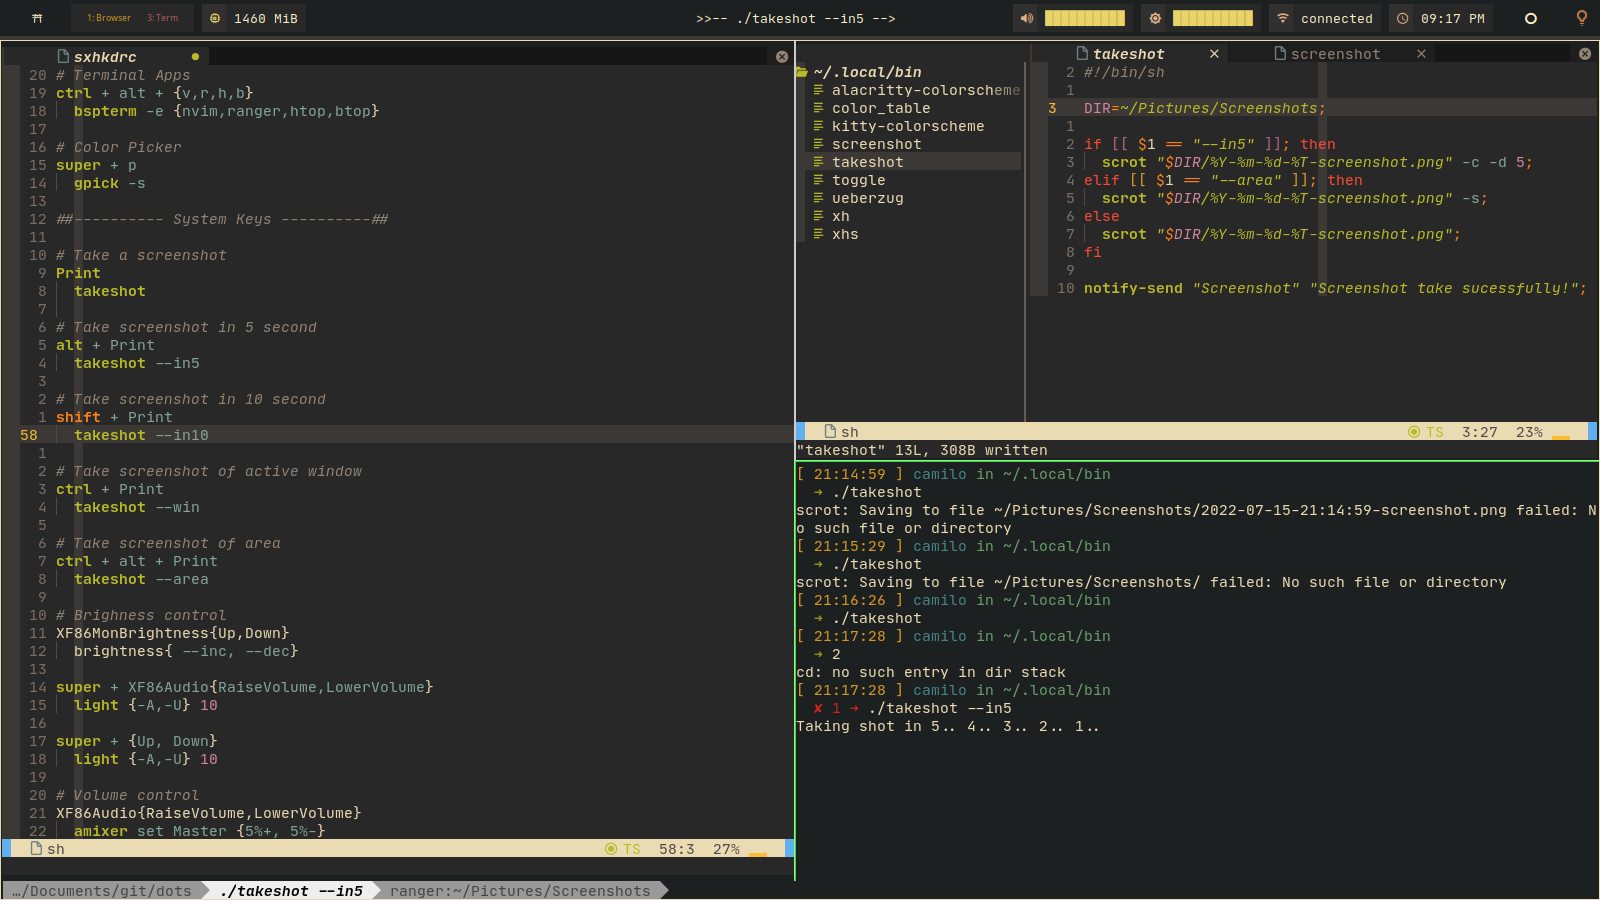 1:Browser 3:Term 1460 MiB >>-- ./takeshot --in5 --> connected 09:17 PM
sxhkdrc
20 # Terminal Apps
19 ctrl + alt + {v,r,h,b}
18 bspterm -e {nvim,ranger,htop,btop}
17
16 # Color Picker
15 super + p
14 gpick -s
13
12 ##---------- System Keys ----------##
11
10 # Take a screenshot
9 Print
8 takeshot
7
6 # Take screenshot in 5 second
5 alt + Print
4 takeshot --in5
3
2 # Take screenshot in 10 second
1 shift + Print
58 takeshot --in10
1
2 # Take screenshot of active window
3 ctrl + Print
4 takeshot --win
5
6 # Take screenshot of area
7 ctrl + alt + Print
8 takeshot --area
9
10 # Brighness control
11 XF86MonBrightness{Up,Down}
12 brightness{ --inc, --dec}
13
14 super + XF86Audio{RaiseVolume,LowerVolume}
15 light {-A,-U} 10
16
17 super + {Up, Down}
18 light {-A,-U} 10
19
20 # Volume control
21 XF86Audio{RaiseVolume,LowerVolume}
22 amixer set Master {5%+, 5%-}
sh TS 58:3 27%
~/.local/bin
alacritty-colorscheme
color_table
kitty-colorscheme
screenshot
takeshot
toggle
ueberzug
xh
xhs
takeshot × screenshot ×
2 #!/bin/sh
1
3 DIR=~/Pictures/Screenshots;
1
2 if [[ $1 == "--in5" ]]; then
3 scrot "$DIR/%Y-%m-%d-%T-screenshot.png" -c -d 5;
4 elif [[ $1 == "--area" ]]; then
5 scrot "$DIR/%Y-%m-%d-%T-screenshot.png" -s;
6 else
7 scrot "$DIR/%Y-%m-%d-%T-screenshot.png";
8 fi
9
10 notify-send "Screenshot" "Screenshot take sucessfully!";
sh TS 3:27 23%
"takeshot" 13L, 308B written
[ 21:14:59 ] camilo in ~/.local/bin
→ ./takeshot
scrot: Saving to file ~/Pictures/Screenshots/2022-07-15-21:14:59-screenshot.png failed: N
o such file or directory
[ 21:15:29 ] camilo in ~/.local/bin
→ ./takeshot
scrot: Saving to file ~/Pictures/Screenshots/ failed: No such file or directory
[ 21:16:26 ] camilo in ~/.local/bin
→ ./takeshot
[ 21:17:28 ] camilo in ~/.local/bin
→ 2
cd: no such entry in dir stack
[ 21:17:28 ] camilo in ~/.local/bin
✘ 1 → ./takeshot --in5
Taking shot in 5.. 4.. 3.. 2.. 1..
…/Documents/git/dots ./takeshot --in5 ranger:~/Pictures/Screenshots